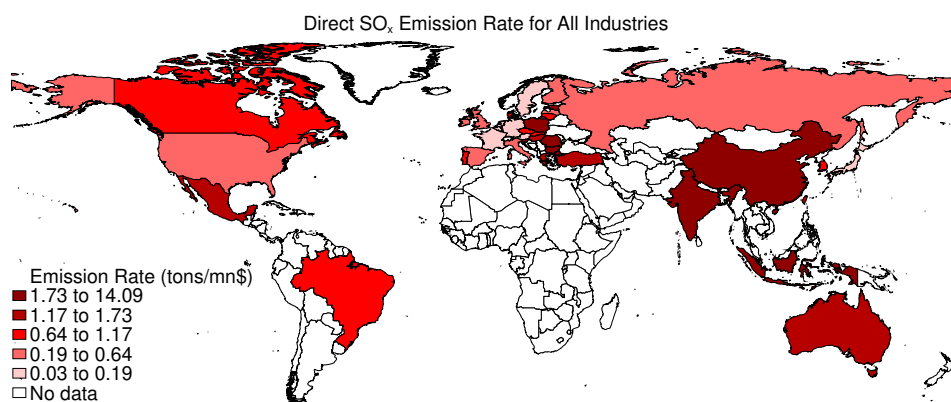 Direct SOₓ Emission Rate for All Industries
Emission Rate (tons/mn$)
1.73 to 14.09
1.17 to 1.73
0.64 to 1.17
0.19 to 0.64
0.03 to 0.19
No data